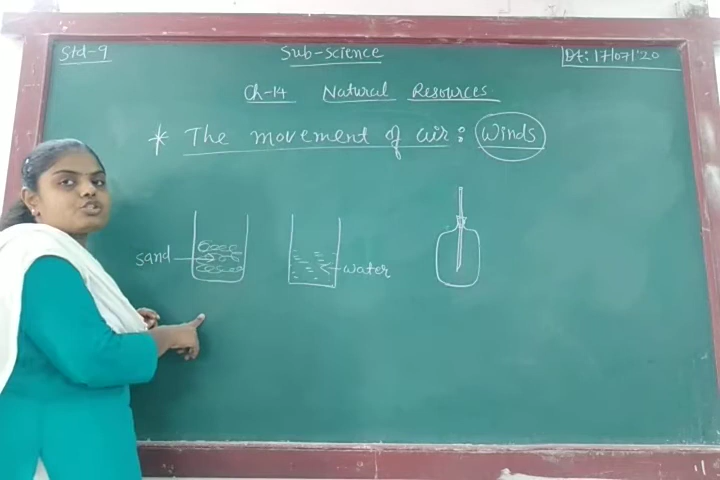 Std-9 Sub-science Dt: 17/07/'20
Ch-14 Natural Resources
* The movement of air: Winds
sand
water